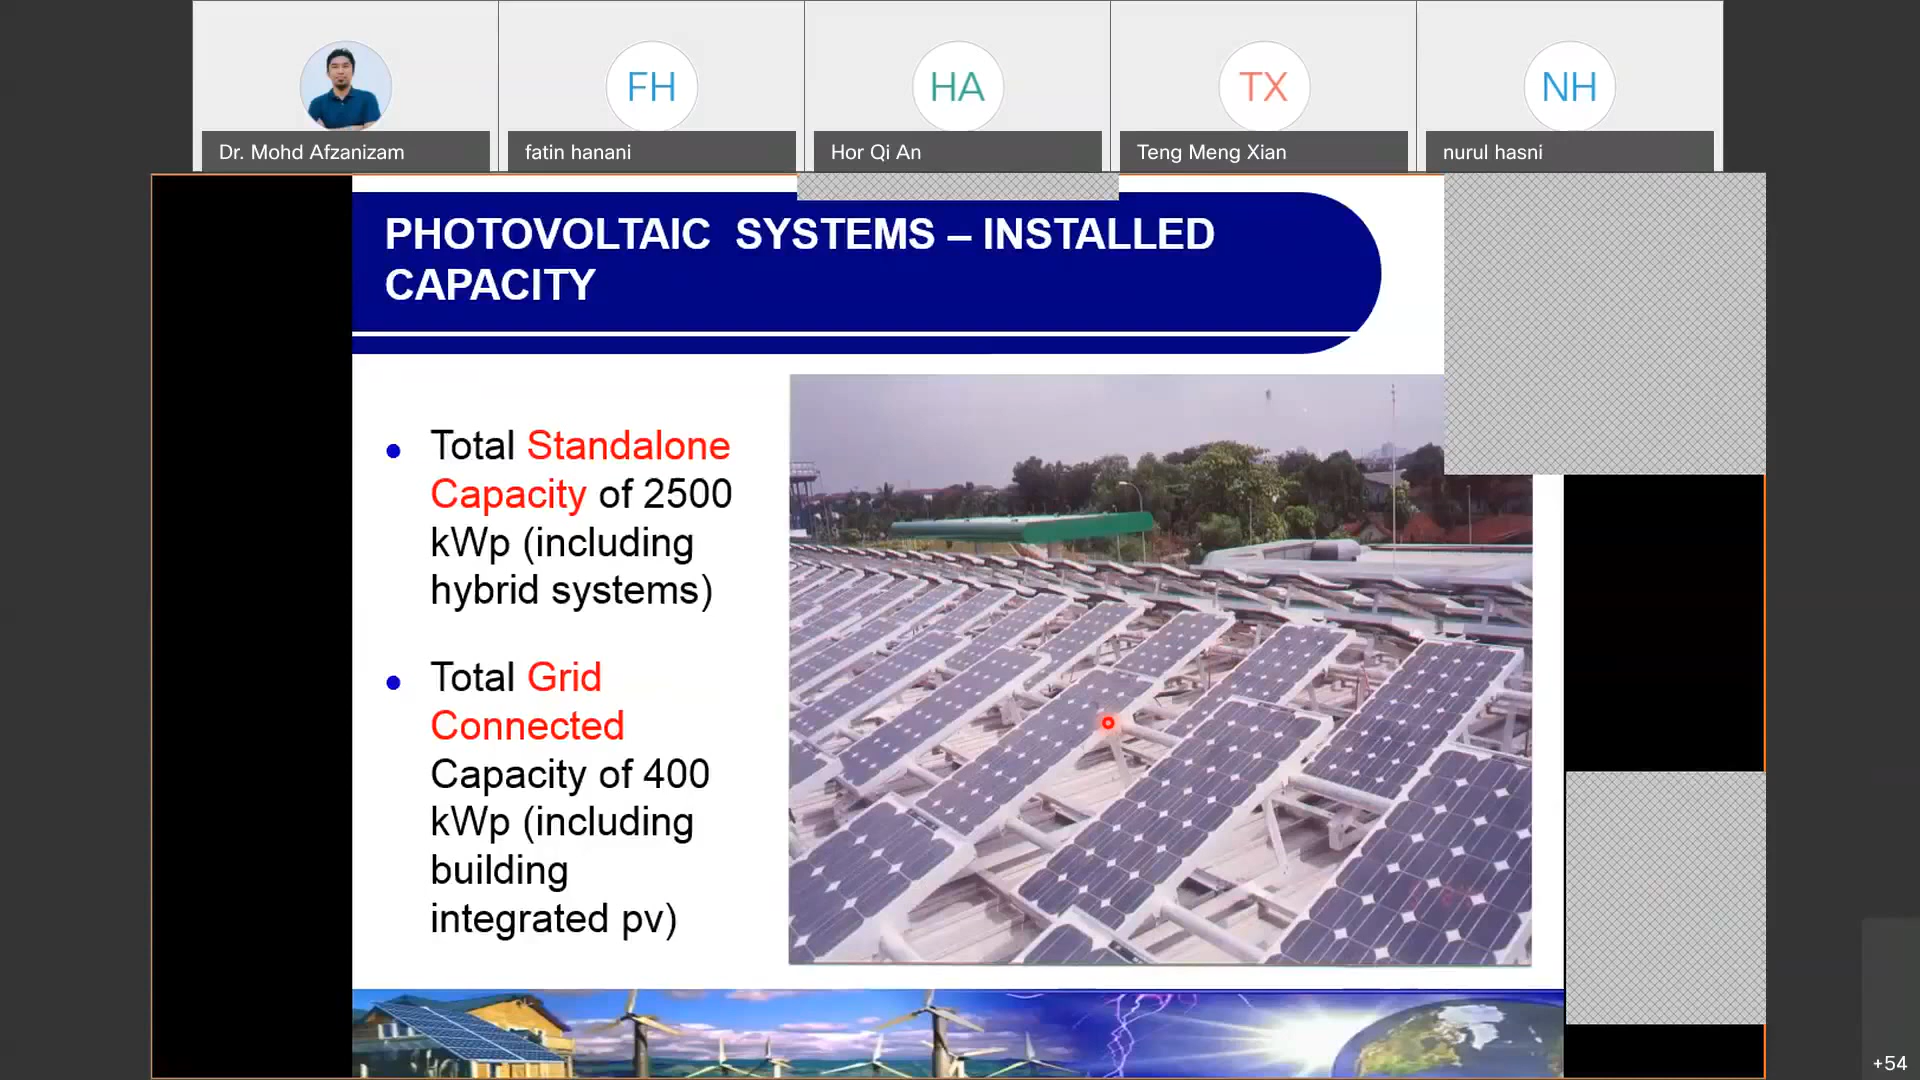 FH
HA
TX
NH
Dr. Mohd Afzanizam
fatin hanani
Hor Qi An
Teng Meng Xian
nurul hasni
PHOTOVOLTAIC SYSTEMS – INSTALLED
CAPACITY
Total Standalone
Capacity of 2500
kWp (including
hybrid systems)
Total Grid
Connected
Capacity of 400
kWp (including
building
integrated pv)
+54